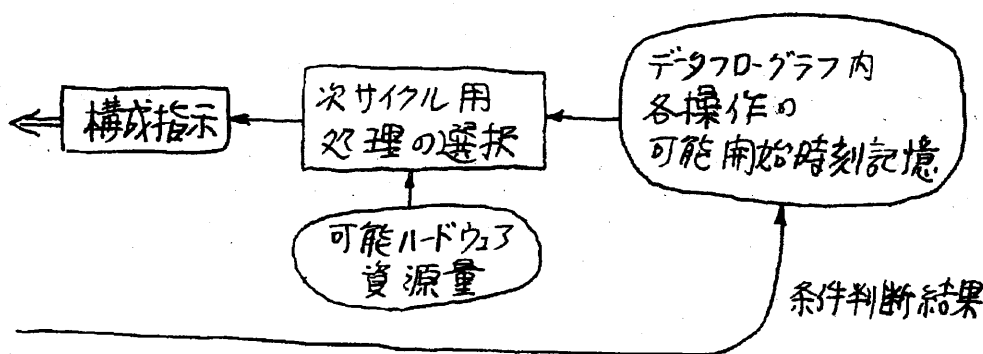 構成指示
次サイクル用
処理の選択
データフローグラフ内
各操作の
可能開始時刻記憶
可能ハードウェア
資源量
条件判断結果